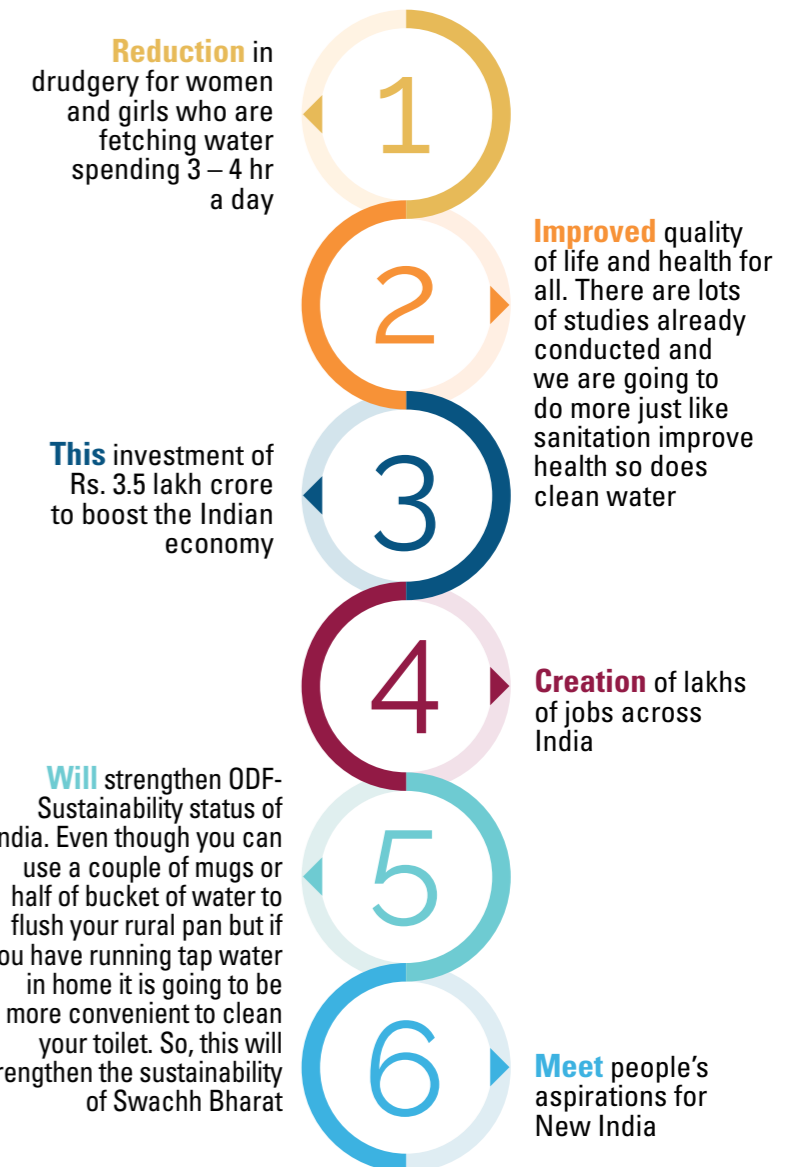 1
Reduction in
drudgery for women
and girls who are
fetching water
spending 3 – 4 hr
a day
2
Improved quality
of life and health for
all. There are lots
of studies already
conducted and
we are going to
do more just like
sanitation improve
health so does
clean water
3
This investment of
Rs. 3.5 lakh crore
to boost the Indian
economy
4
Creation of lakhs
of jobs across
India
5
Will strengthen ODF-
Sustainability status of
ndia. Even though you can
use a couple of mugs or
half of bucket of water to
flush your rural pan but if
ou have running tap water
in home it is going to be
more convenient to clean
your toilet. So, this will
rengthen the sustainability
of Swachh Bharat
6
Meet people's
aspirations for
New India